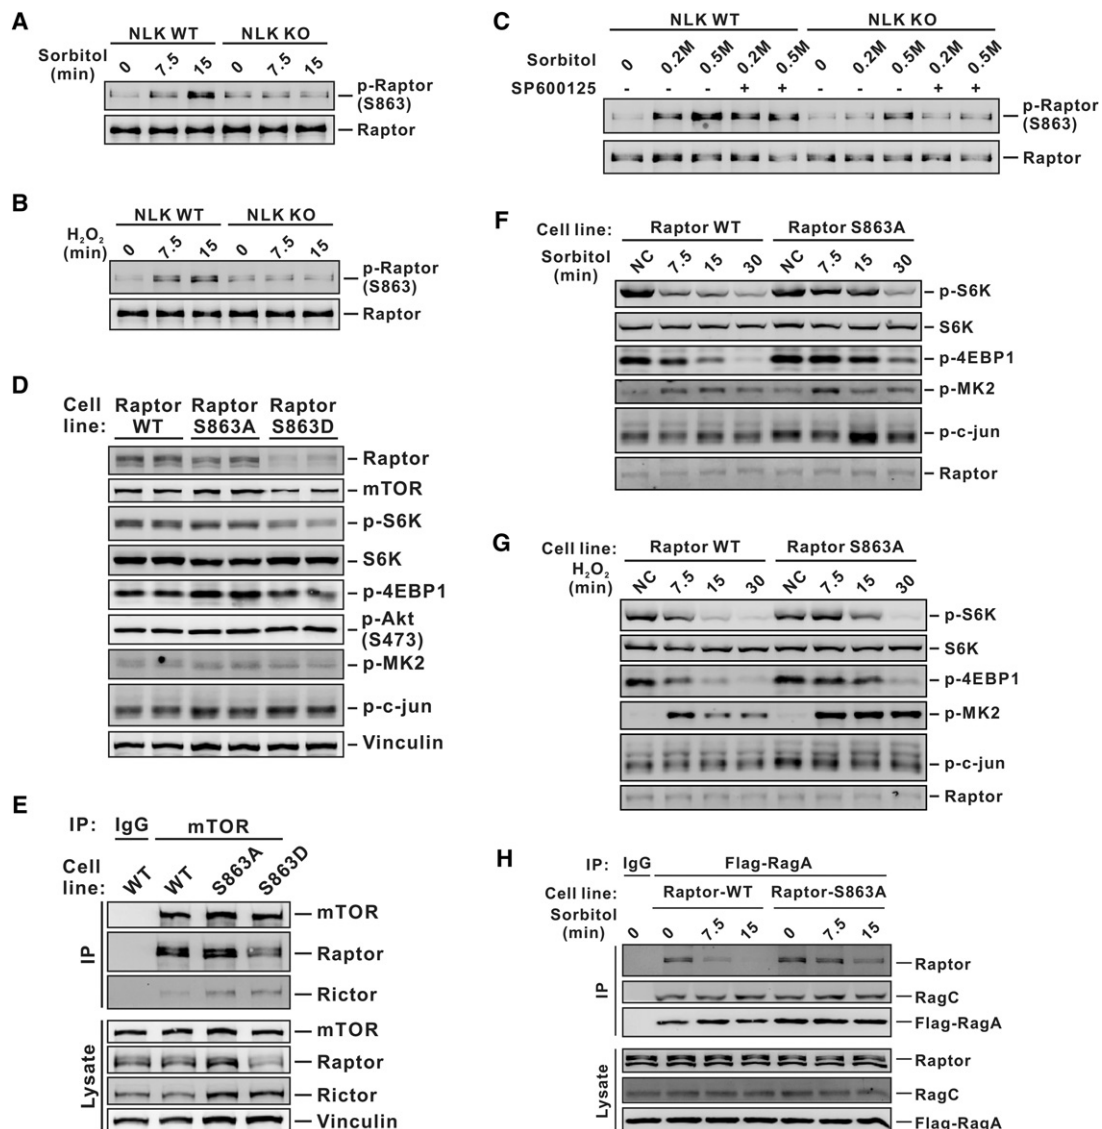 A
NLK WT NLK KO
Sorbitol (min) 0 7.5 15 0 7.5 15
p-Raptor (S863)
Raptor
B
NLK WT NLK KO
H₂O₂ (min) 0 7.5 15 0 7.5 15
p-Raptor (S863)
Raptor
C
NLK WT NLK KO
Sorbitol 0 0.2M 0.5M 0.2M 0.5M 0 0.2M 0.5M 0.2M 0.5M
SP600125 - - - + + - - - + +
p-Raptor (S863)
Raptor
D
Cell line: Raptor WT Raptor S863A Raptor S863D
Raptor
mTOR
p-S6K
S6K
p-4EBP1
p-Akt (S473)
p-MK2
p-c-jun
Vinculin
E
IP: IgG mTOR
Cell line: WT WT S863A S863D
IP
mTOR
Raptor
Rictor
Lysate
mTOR
Raptor
Rictor
Vinculin
F
Cell line: Raptor WT Raptor S863A
Sorbitol (min) NC 7.5 15 30 NC 7.5 15 30
p-S6K
S6K
p-4EBP1
p-MK2
p-c-jun
Raptor
G
Cell line: Raptor WT Raptor S863A
H₂O₂ (min) NC 7.5 15 30 NC 7.5 15 30
p-S6K
S6K
p-4EBP1
p-MK2
p-c-jun
Raptor
H
IP: IgG Flag-RagA
Cell line: Raptor-WT Raptor-S863A
Sorbitol (min) 0 0 7.5 15 0 7.5 15
IP
Raptor
RagC
Flag-RagA
Lysate
Raptor
RagC
Flag-RagA